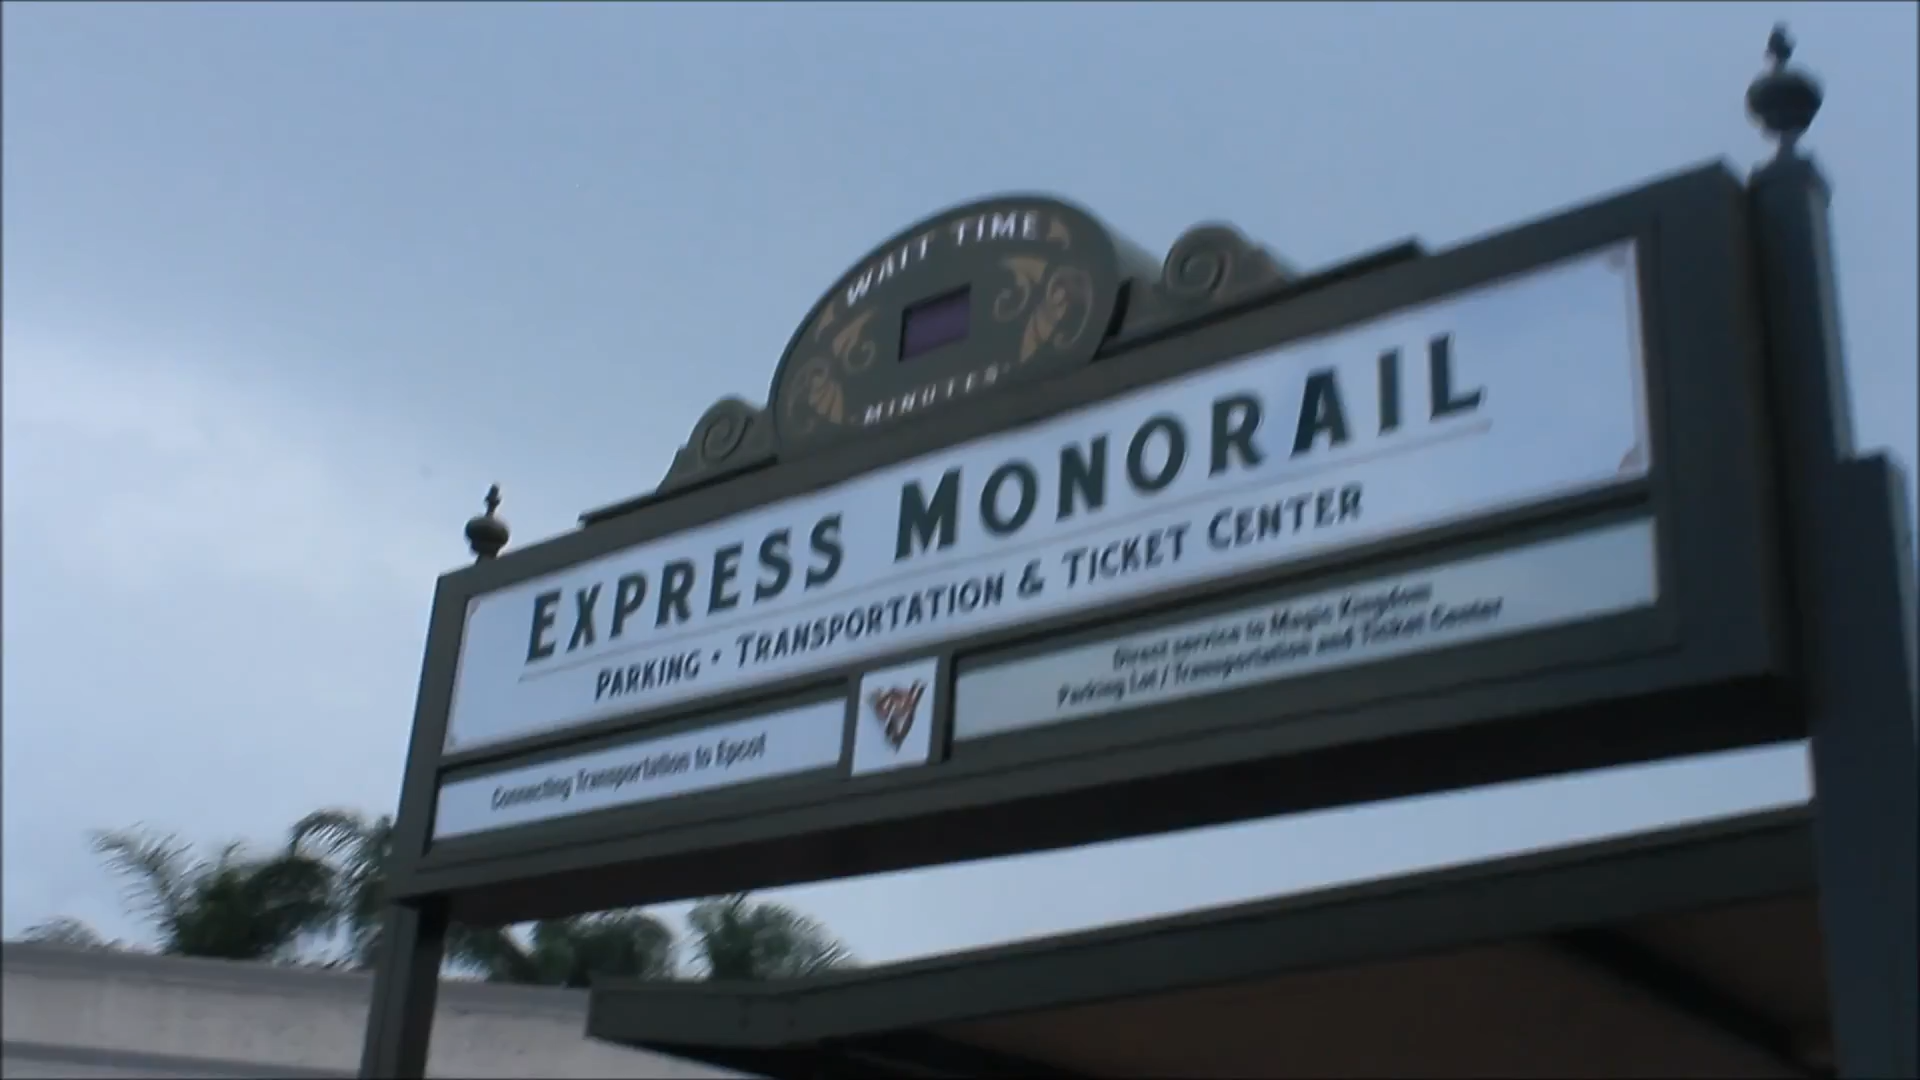 WAIT TIME
MINUTES
EXPRESS MONORAIL
PARKING • TRANSPORTATION & TICKET CENTER
Connecting Transportation to Epcot
Direct service to Magic Kingdom
Parking Lot / Transportation and Ticket Center